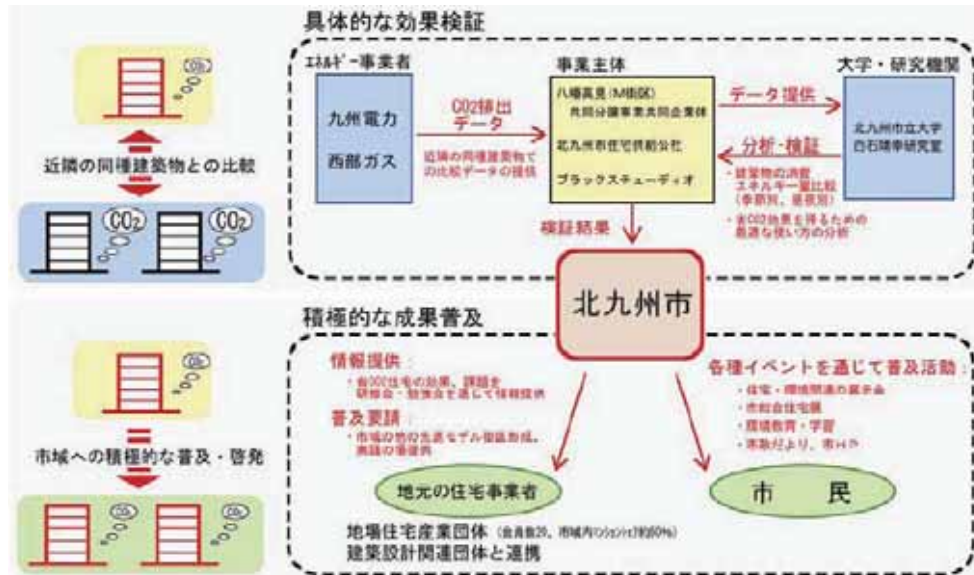 具体的な効果検証
エネルギー事業者
九州電力
西部ガス
CO2排出
データ
近隣の同種建築物で
の比較データの提供
事業主体
八幡高見(M街区)
共同分譲事業共同企業体
北九州市住宅供給公社
ブラックスチューディオ
データ提供
分析・検証
・建築物の消費
エネルギー量比較
(季節別、昼夜別)
・省CO2効果を得るための
最適な使い方の分析
大学・研究機関
北九州市立大学
白石靖幸研究室
検証結果
CO2
近隣の同種建築物との比較
CO2
CO2
北九州市
積極的な成果普及
情報提供:
・省CO2住宅の効果、課題を
研修会・勉強会を通じて情報提供
普及要請:
・市域の他の先進モデル街区形成、
各種イベントを通じて普及活動:
・住宅・環境関連の展示会
・市総合住宅展
・環境教育・学習
・市政だより、市HP
地元の住宅事業者
市 民
地場住宅産業団体
建築設計関連団体と連携
CO2
市域への積極的な普及・啓発
CO2
CO2